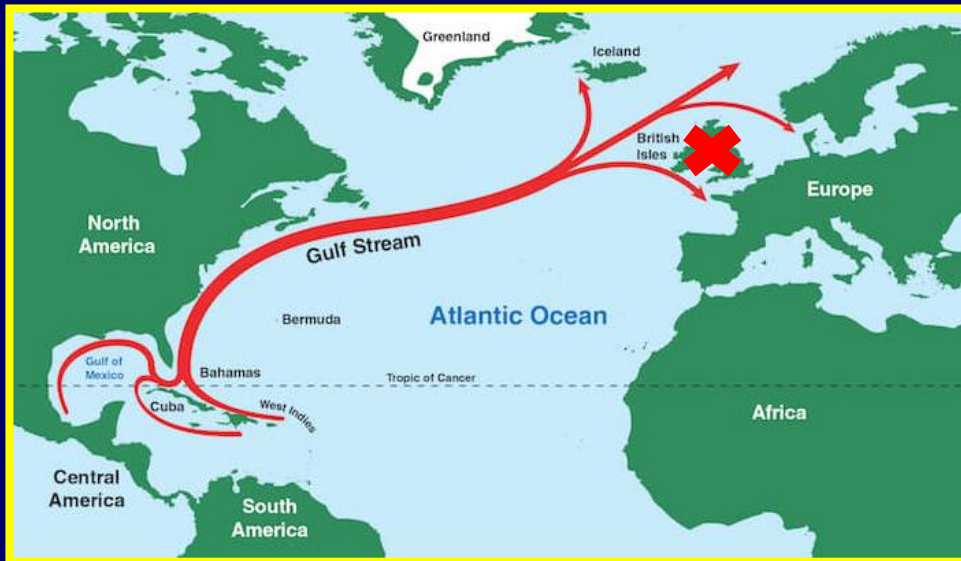 Greenland
Iceland
British
Isles
Europe
North
America
Gulf Stream
Bermuda
Atlantic Ocean
Gulf of
Mexico
Bahamas
Tropic of Cancer
Cuba
West Indies
Africa
Central
America
South
America